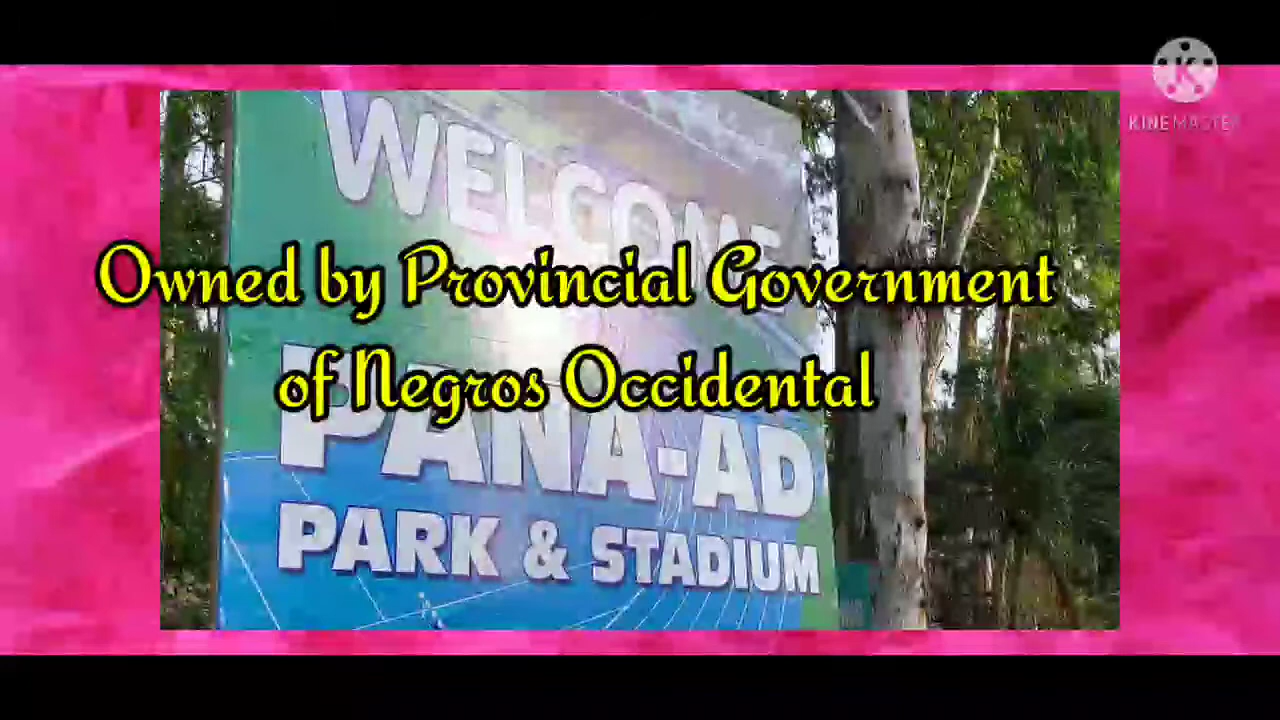 KINEMASTER
WELCOME
Owned by Provincial Government
of Negros Occidental
PANA-AD
PARK & STADIUM